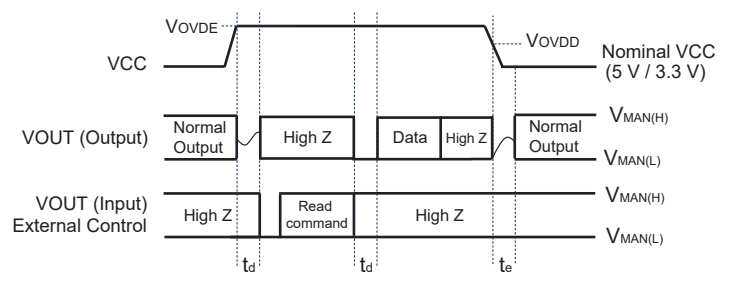 VOVDE
VOVDD
VCC
Nominal VCC
(5 V / 3.3 V)
VOUT (Output)
Normal
Output
High Z
Data
High Z
Normal
Output
VMAN(H)
VMAN(L)
VOUT (Input)
External Control
High Z
Read
command
High Z
VMAN(H)
VMAN(L)
td
td
te